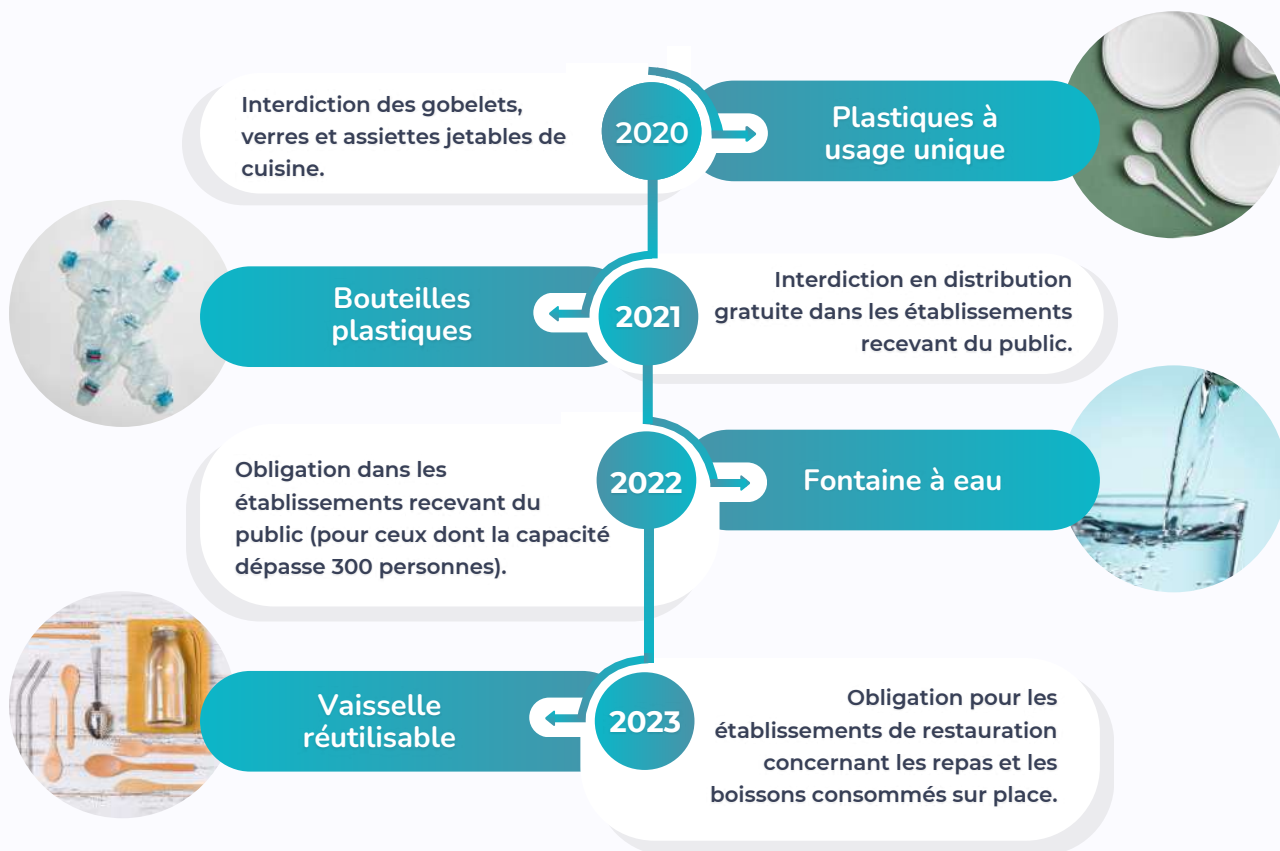 Interdiction des gobelets,
verres et assiettes jetables de
cuisine.
2020
Plastiques à
usage unique
Bouteilles
plastiques
2021
Interdiction en distribution
gratuite dans les établissements
recevant du public.
Obligation dans les
établissements recevant du
public (pour ceux dont la capacité
dépasse 300 personnes).
2022
Fontaine à eau
Vaisselle
réutilisable
2023
Obligation pour les
établissements de restauration
concernant les repas et les
boissons consommés sur place.